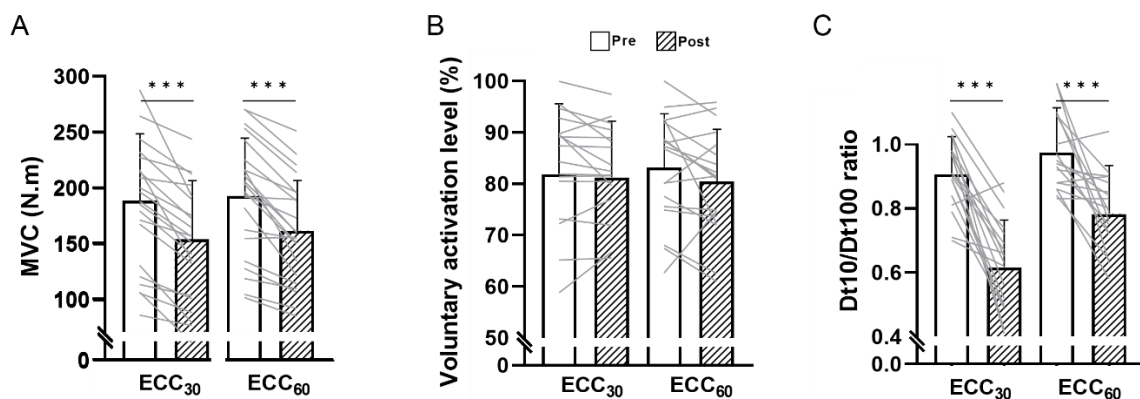 A
MVC (N.m)
300
250
200
150
100
0
*** ***
ECC30 ECC60
B
Pre Post
Voluntary activation level (%)
100
90
80
70
60
50
0
ECC30 ECC60
C
Dt10/Dt100 ratio
1.0
0.8
0.6
0.4
0.0
*** ***
ECC30 ECC60